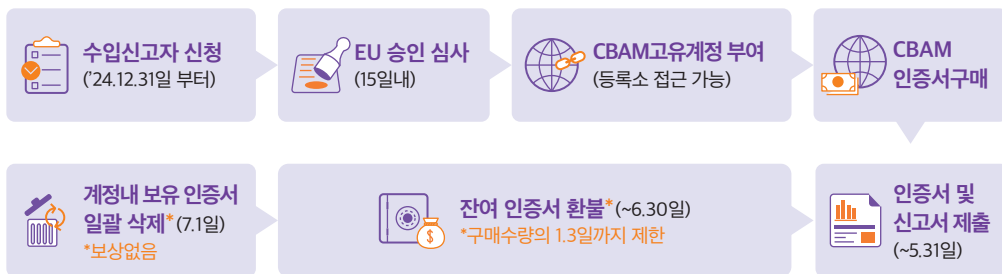 수입신고자 신청
('24.12.31일 부터)
EU 승인 심사
(15일내)
CBAM고유계정 부여
(등록소 접근 가능)
CBAM
인증서구매
계정내 보유 인증서
일괄 삭제* (7.1일)
*보상없음
잔여 인증서 환불* (~6.30일)
*구매수량의 1.3일까지 제한
$
인증서 및
신고서 제출
(~5.31일)